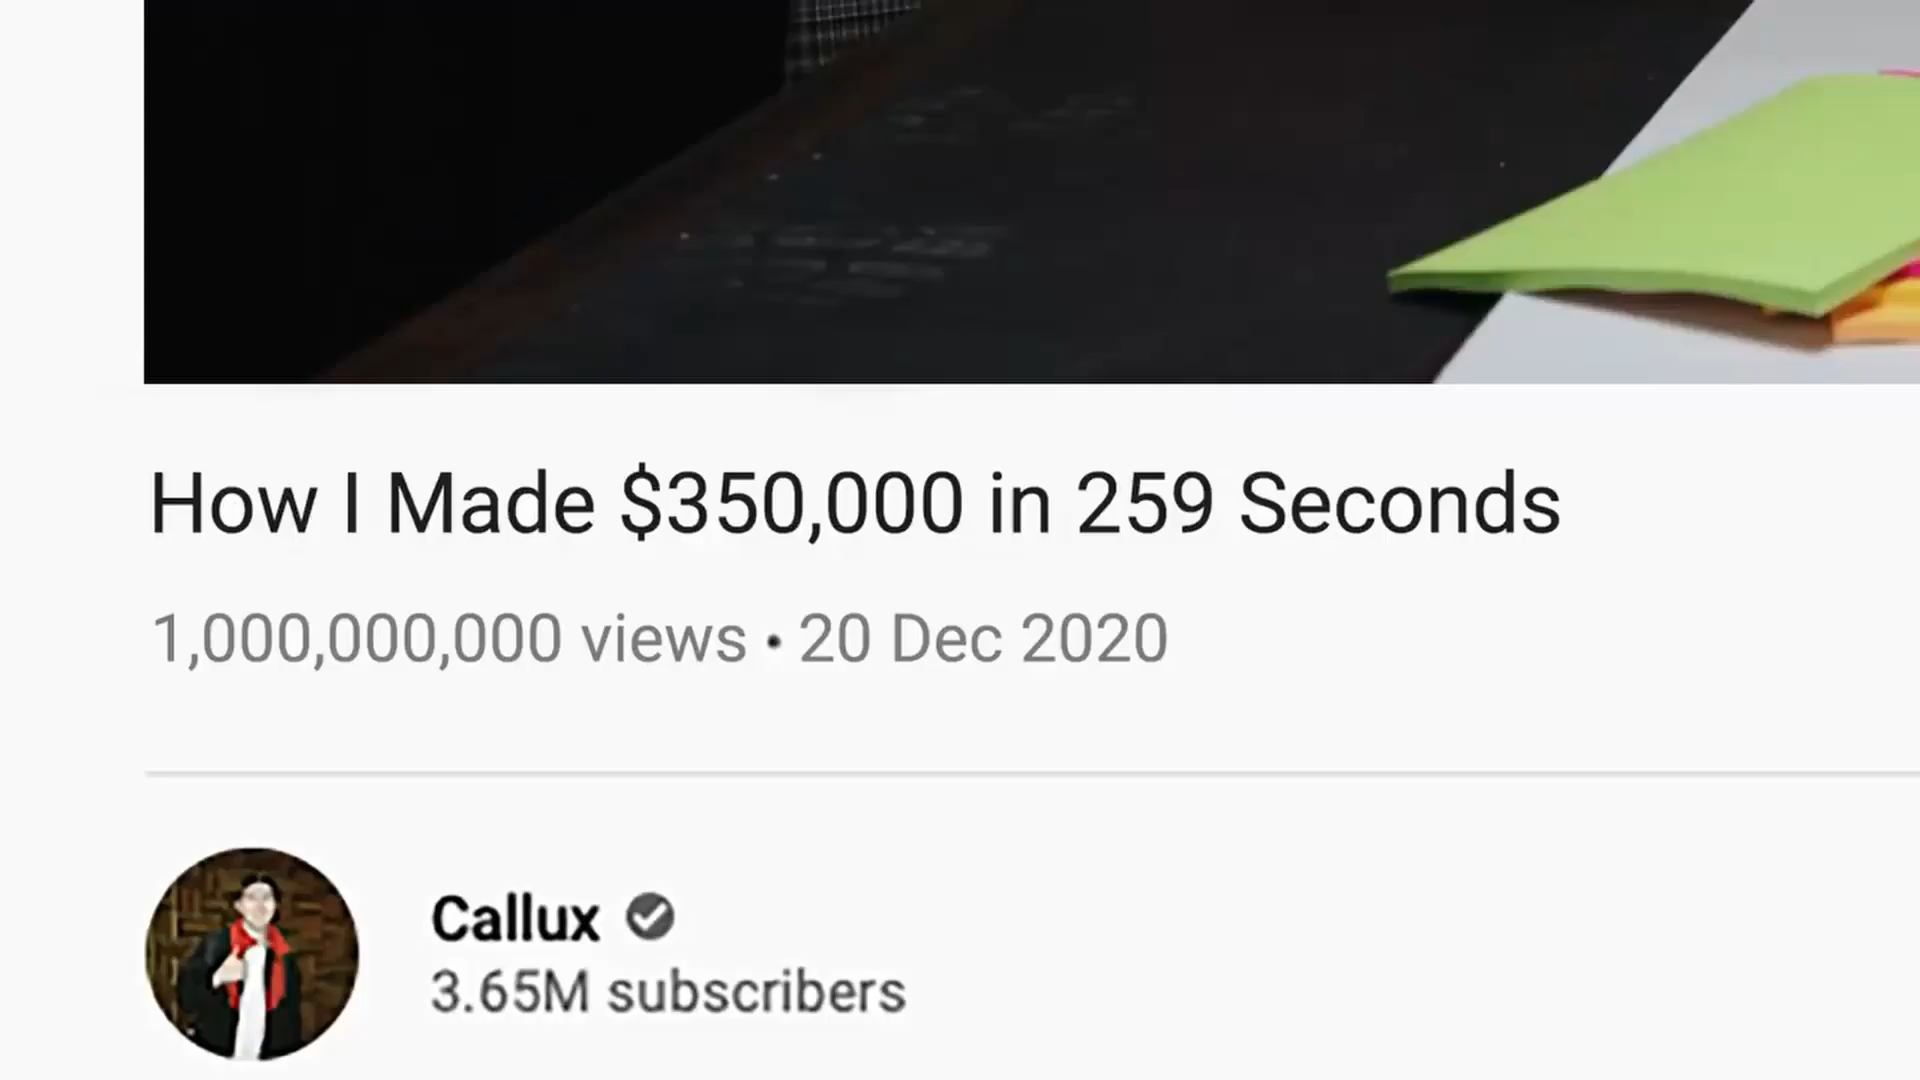 How I Made $350,000 in 259 Seconds
1,000,000,000 views • 20 Dec 2020
Callux
3.65M subscribers